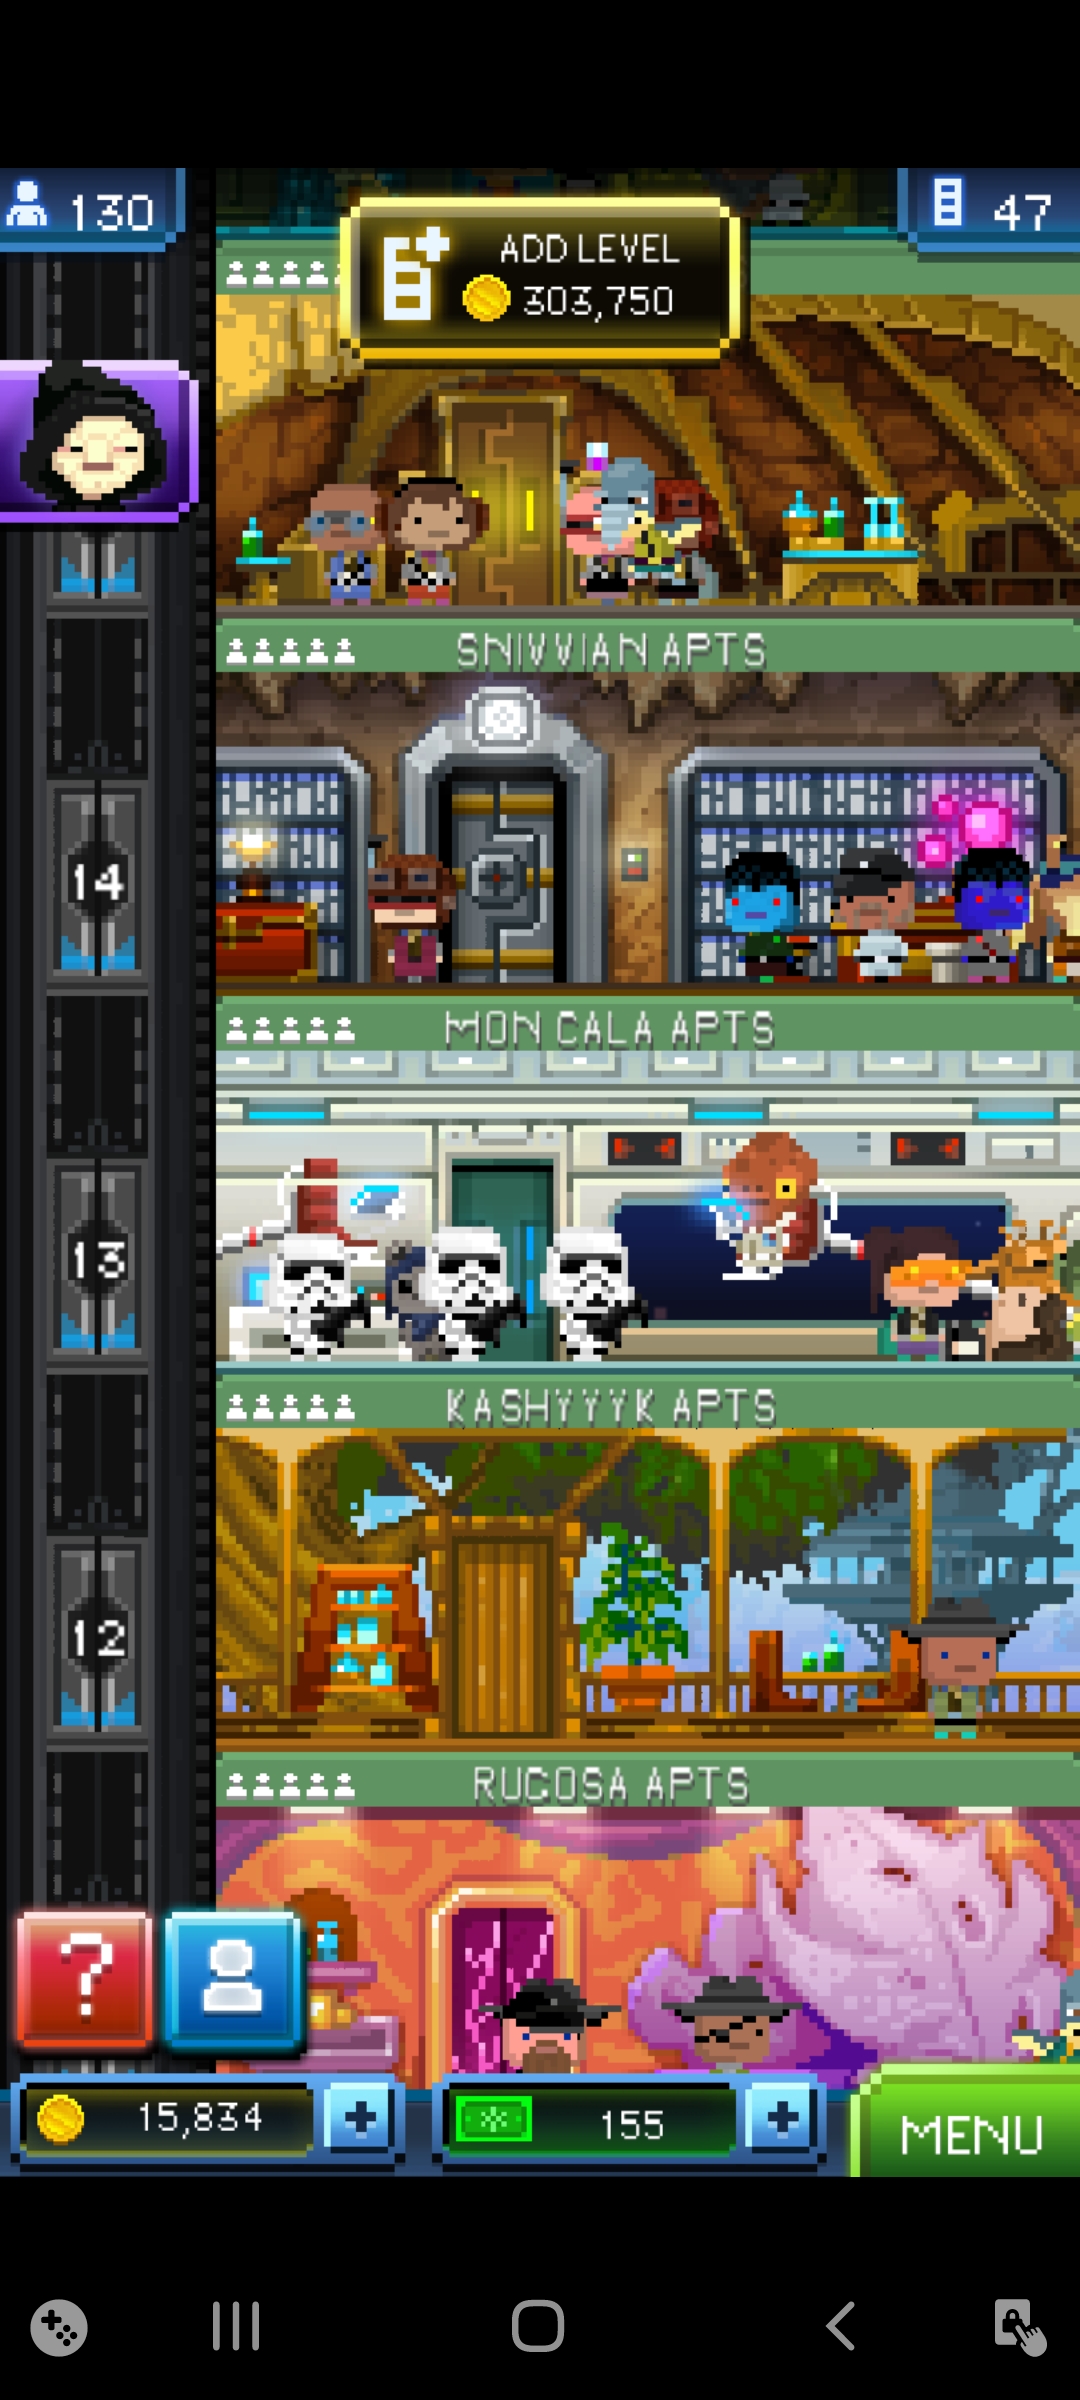 130
ADD LEVEL
303,750
47
SNIVVIAN APTS
14
MON CALA APTS
13
KASHYYYK APTS
12
RUCOSA APTS
?
15,834
+
155
+
MENU